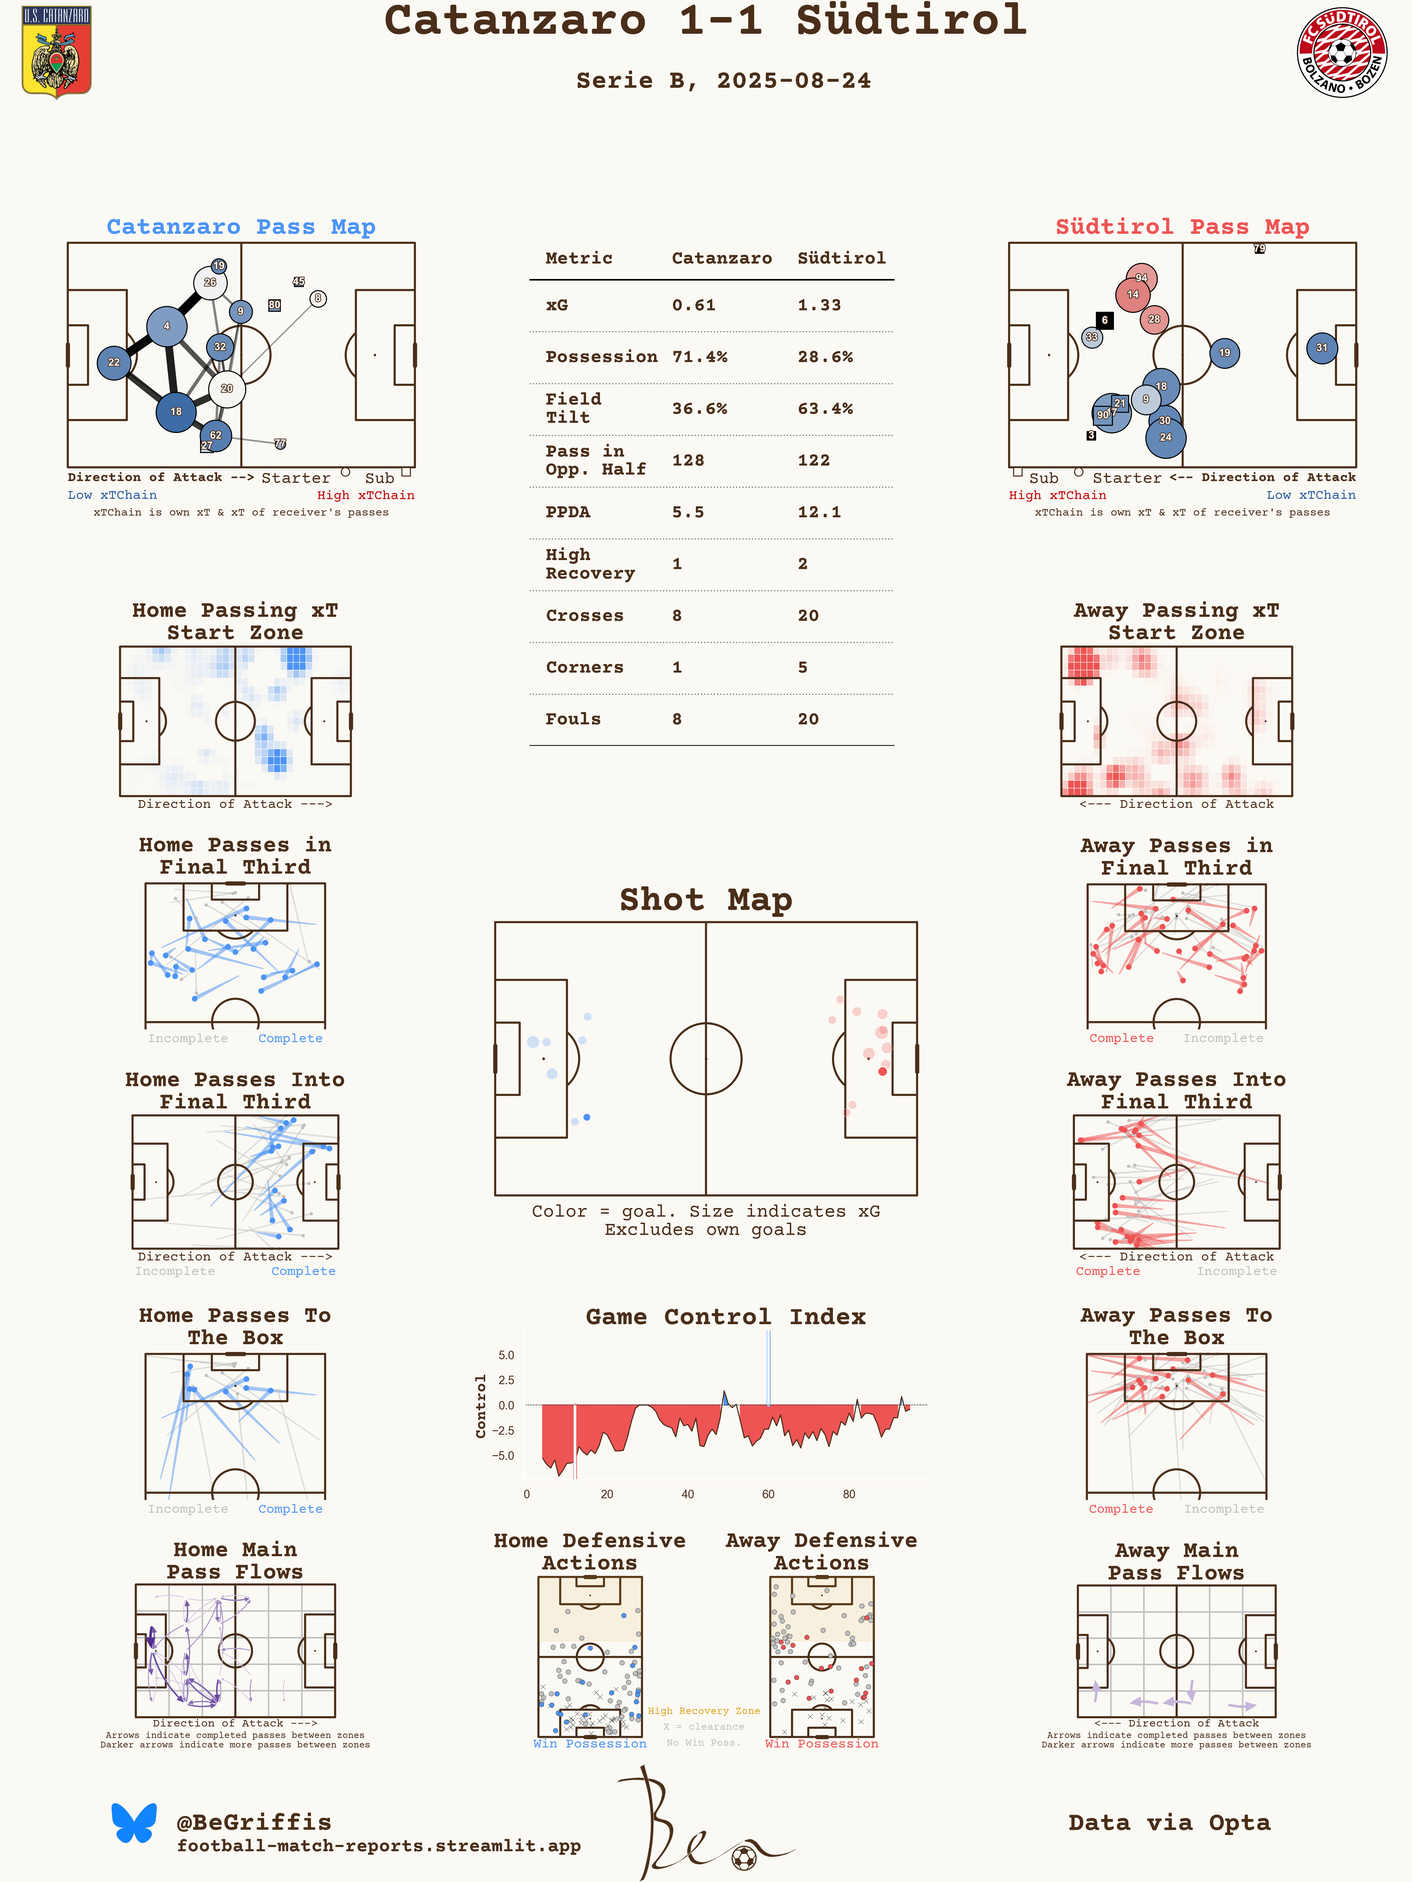 Catanzaro 1-1 Südtirol
Serie B, 2025-08-24
U.S. CATANZARO
FC SÜDTIROL
BOLZANO • BOZEN
Catanzaro Pass Map
19
26
45
8
80
9
4
32
22
20
18
62
27
77
Direction of Attack --> Starter Sub
Low xTChain High xTChain
xTChain is own xT & xT of receiver's passes
Metric Catanzaro Südtirol
xG 0.61 1.33
Possession 71.4% 28.6%
Field
Tilt 36.6% 63.4%
Pass in
Opp. Half 128 122
PPDA 5.5 12.1
High
Recovery 1 2
Crosses 8 20
Corners 1 5
Fouls 8 20
Südtirol Pass Map
79
94
14
6
28
33
19
31
18
9
21
90
17
30
3
24
Sub Starter <-- Direction of Attack
High xTChain Low xTChain
xTChain is own xT & xT of receiver's passes
Home Passing xT
Start Zone
Direction of Attack --->
Away Passing xT
Start Zone
<--- Direction of Attack
Home Passes in
Final Third
Incomplete Complete
Away Passes in
Final Third
Complete Incomplete
Shot Map
Color = goal. Size indicates xG
Excludes own goals
Home Passes Into
Final Third
Direction of Attack --->
Incomplete Complete
Away Passes Into
Final Third
<--- Direction of Attack
Complete Incomplete
Home Passes To
The Box
Incomplete Complete
Game Control Index
Control
5.0
2.5
0.0
−2.5
−5.0
0 20 40 60 80
Away Passes To
The Box
Complete Incomplete
Home Main
Pass Flows
Direction of Attack --->
Arrows indicate completed passes between zones
Darker arrows indicate more passes between zones
Home Defensive
Actions
Win Possession
High Recovery Zone
X = clearance
No Win Poss.
Away Defensive
Actions
Win Possession
Away Main
Pass Flows
<--- Direction of Attack
Arrows indicate completed passes between zones
Darker arrows indicate more passes between zones
@BeGriffis
football-match-reports.streamlit.app
Ben
Data via Opta